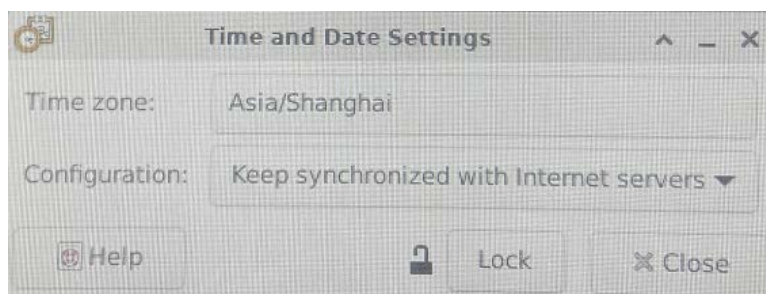 Time and Date Settings
Time zone: Asia/Shanghai
Configuration: Keep synchronized with Internet servers
Help Lock Close